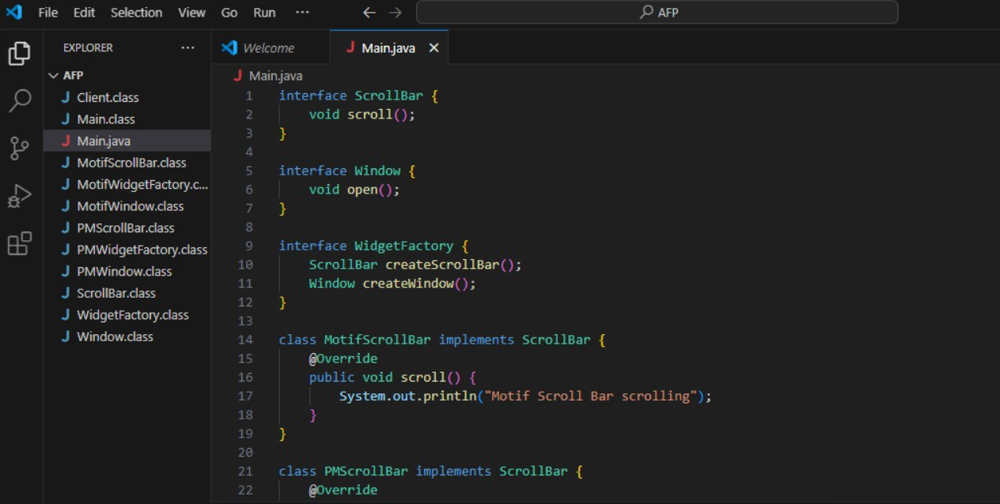 File Edit Selection View Go Run ··· ← → AFP
EXPLORER ···
AFP
Client.class
Main.class
Main.java
MotifScrollBar.class
MotifWidgetFactory.c...
MotifWindow.class
PMScrollBar.class
PMWidgetFactory.class
PMWindow.class
ScrollBar.class
WidgetFactory.class
Window.class
Welcome J Main.java ×
J Main.java
1 interface ScrollBar {
2     void scroll();
3 }
4
5 interface Window {
6     void open();
7 }
8
9 interface WidgetFactory {
10     ScrollBar createScrollBar();
11     Window createWindow();
12 }
13
14 class MotifScrollBar implements ScrollBar {
15     @Override
16     public void scroll() {
17         System.out.println("Motif Scroll Bar scrolling");
18     }
19 }
20
21 class PMScrollBar implements ScrollBar {
22     @Override